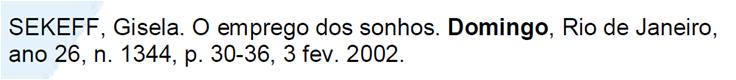 SEKEFF, Gisela. O emprego dos sonhos. Domingo, Rio de Janeiro,
ano 26, n. 1344, p. 30-36, 3 fev. 2002.